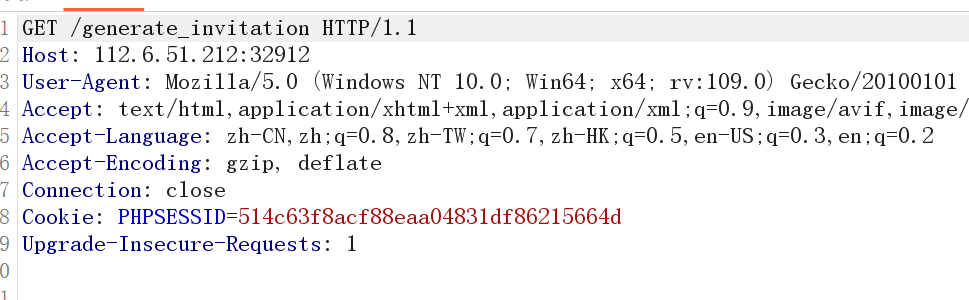 1 GET /generate_invitation HTTP/1.1
2 Host: 112.6.51.212:32912
3 User-Agent: Mozilla/5.0 (Windows NT 10.0; Win64; x64; rv:109.0) Gecko/20100101
4 Accept: text/html,application/xhtml+xml,application/xml;q=0.9,image/avif,image/
5 Accept-Language: zh-CN,zh;q=0.8,zh-TW;q=0.7,zh-HK;q=0.5,en-US;q=0.3,en;q=0.2
6 Accept-Encoding: gzip, deflate
7 Connection: close
8 Cookie: PHPSESSID=514c63f8acf88eaa04831df86215664d
9 Upgrade-Insecure-Requests: 1
0